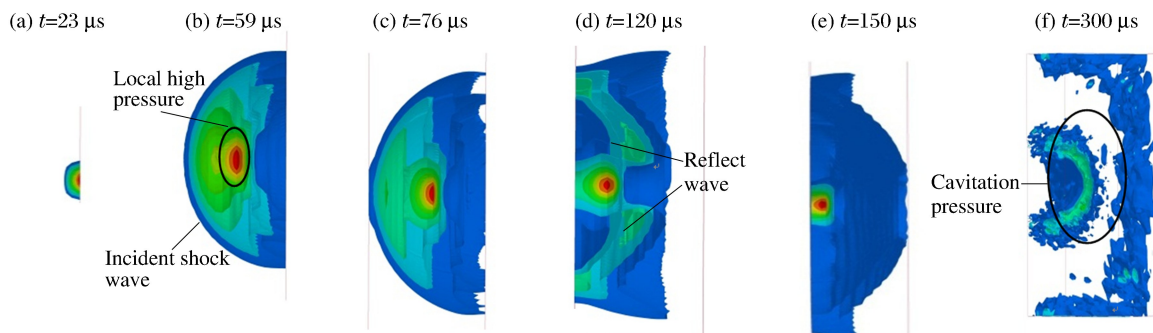 (a) t=23 μs
(b) t=59 μs
(c) t=76 μs
(d) t=120 μs
(e) t=150 μs
(f) t=300 μs
Local high
pressure
Incident shock
wave
Reflect
wave
Cavitation
pressure